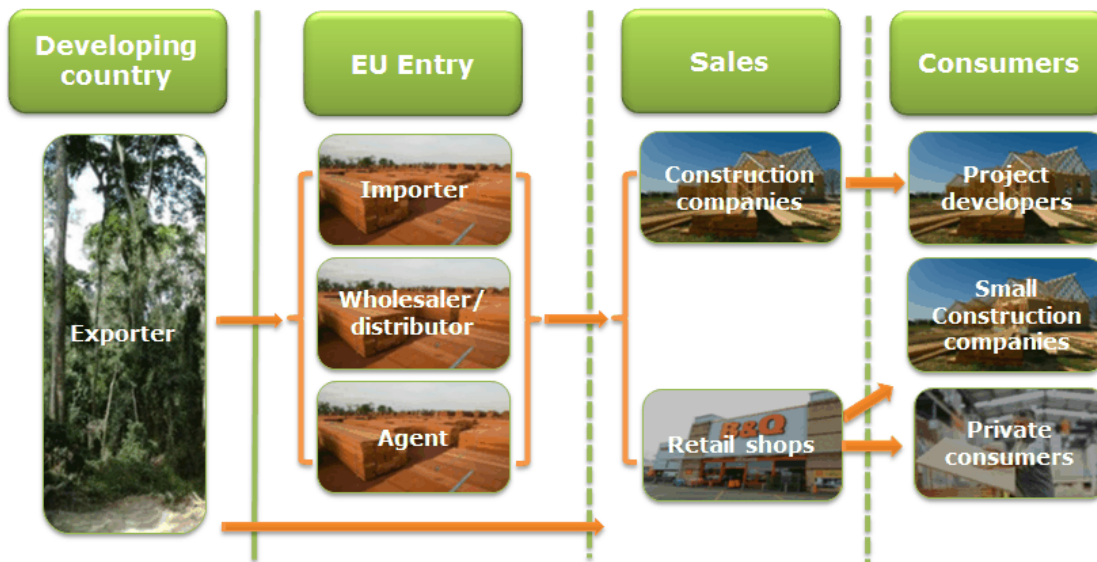 Developing
country
EU Entry
Sales
Consumers
Exporter
Importer
Wholesaler/
distributor
Agent
Construction
companies
B&Q
Retail shops
Project
developers
Small
Construction
companies
Private
consumers